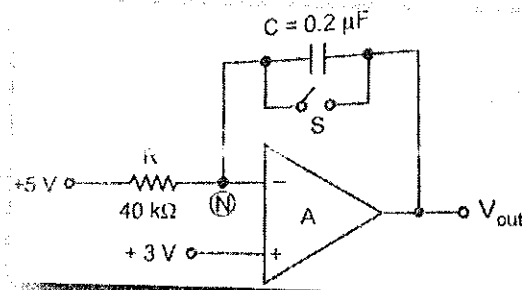 C = 0.2 μF
S
R
+5 V
N
−
40 kΩ
A
V_out
+ 3 V
+